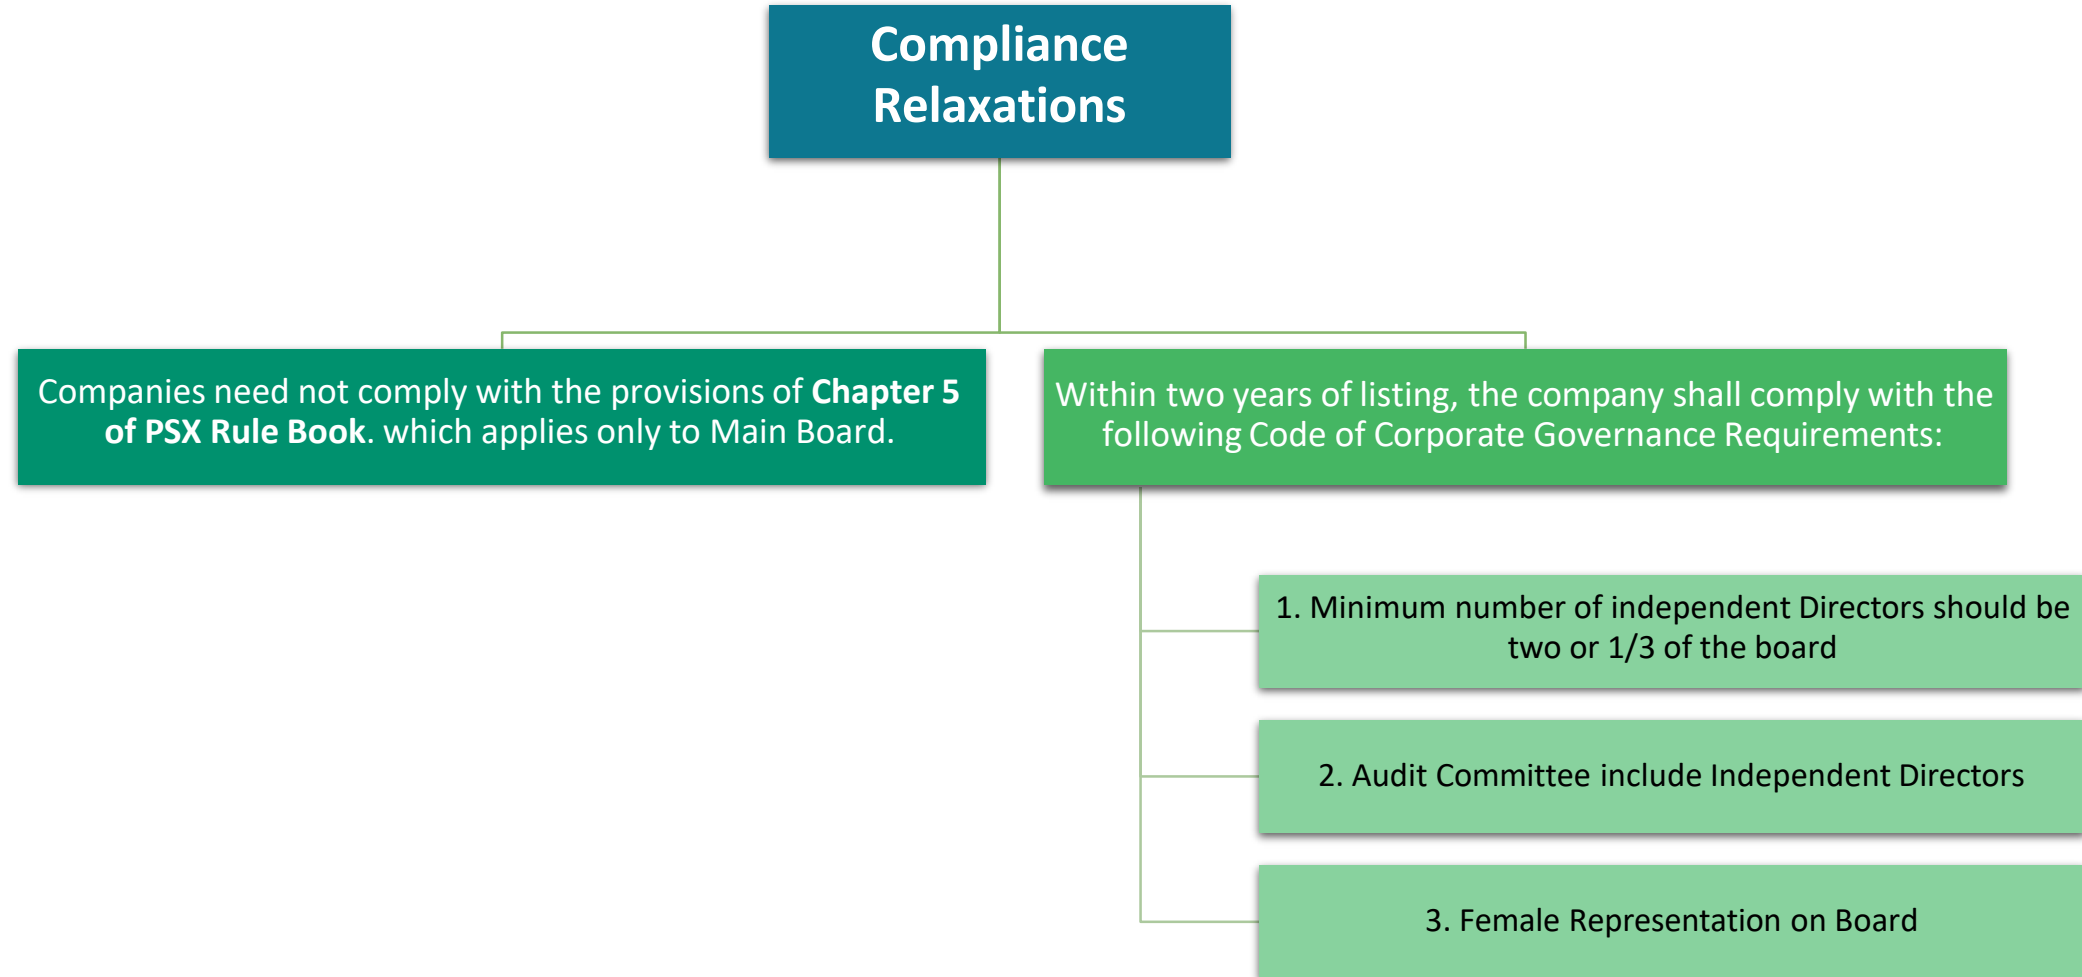 Compliance
Relaxations
Companies need not comply with the provisions of Chapter 5
of PSX Rule Book. which applies only to Main Board.
Within two years of listing, the company shall comply with the
following Code of Corporate Governance Requirements:
1. Minimum number of independent Directors should be
two or 1/3 of the board
2. Audit Committee include Independent Directors
3. Female Representation on Board